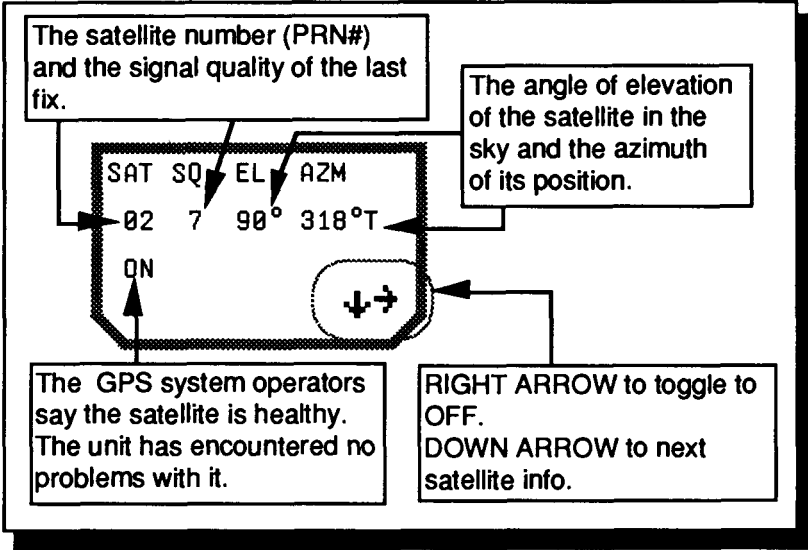 The satellite number (PRN#)
and the signal quality of the last
fix.
The angle of elevation
of the satellite in the
sky and the azimuth
of its position.
SAT SQ EL AZM
02 7 90° 318°T
ON
The GPS system operators
say the satellite is healthy.
The unit has encountered no
problems with it.
RIGHT ARROW to toggle to
OFF.
DOWN ARROW to next
satellite info.